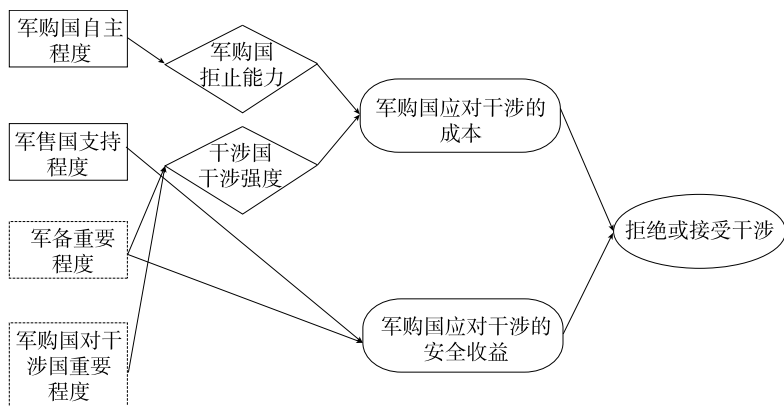 军购国自主
程度
军购国
拒止能力
军购国应对干涉的
成本
军售国支持
程度
干涉国
干涉强度
军备重要
程度
拒绝或接受干涉
军购国对干
涉国重要
程度
军购国应对干涉的
安全收益